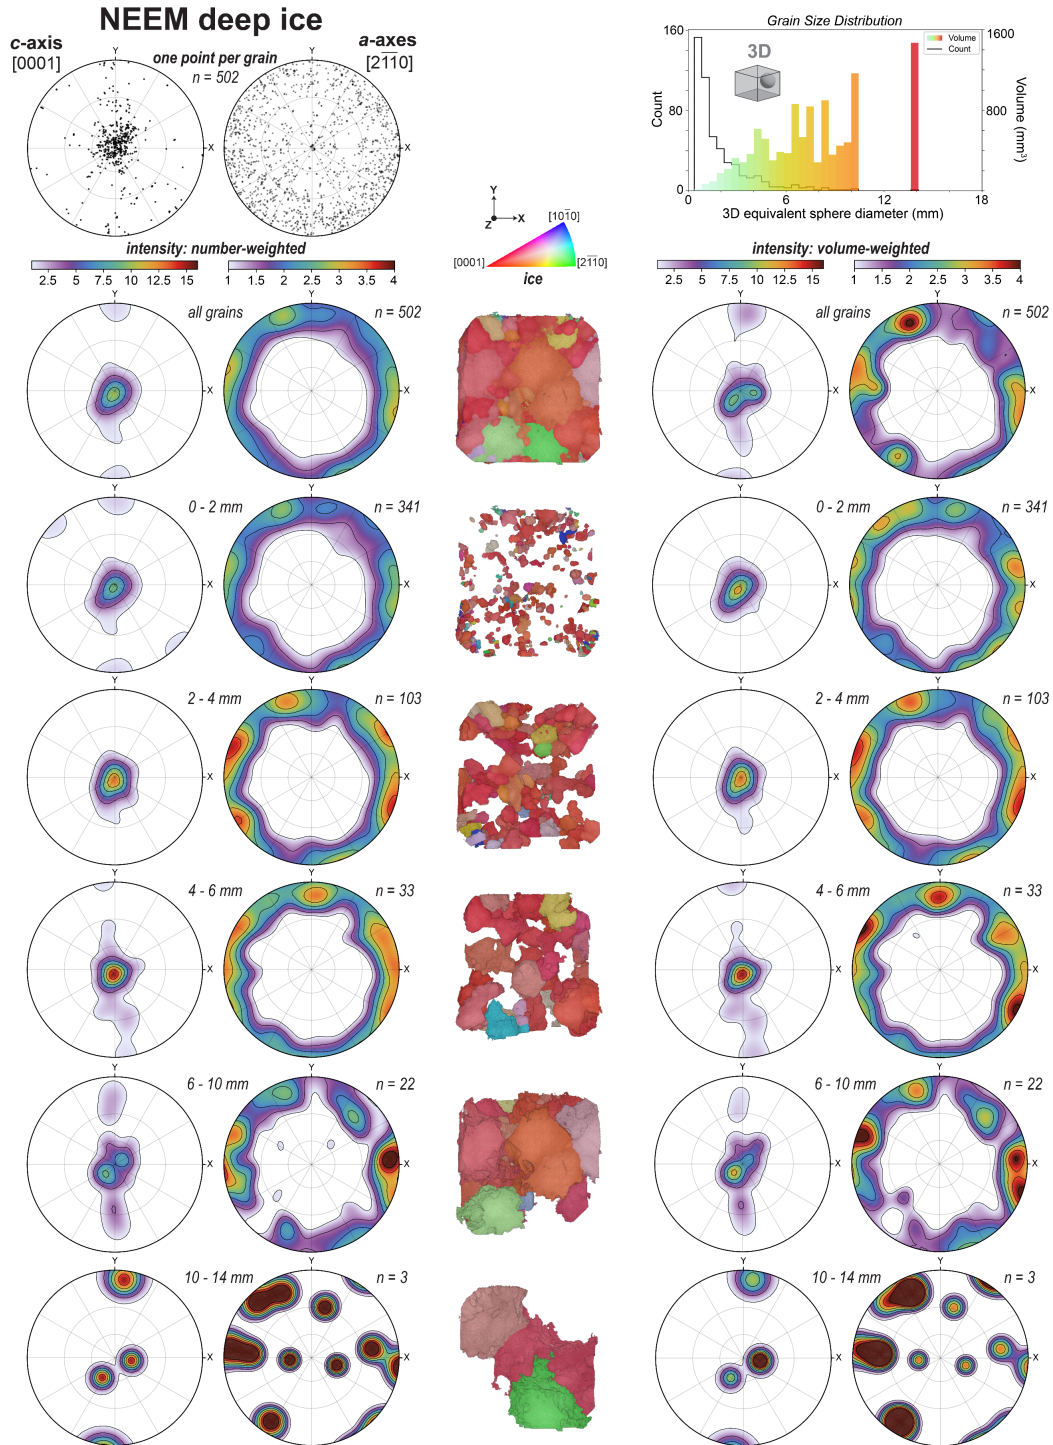 NEEM deep ice
c-axis
[0001]
one point per grain
n = 502
a-axes
[2110]
Y
X
Y
X
Grain Size Distribution
160
80
0
Count
3D
Volume
Count
1600
800
0
Volume (mm³)
0
6
12
18
3D equivalent sphere diameter (mm)
Y
Z
X
[1010]
[0001]
[2110]
ice
intensity: number-weighted
2.5 5 7.5 10 12.5 15
1 1.5 2 2.5 3 3.5 4
intensity: volume-weighted
2.5 5 7.5 10 12.5 15
1 1.5 2 2.5 3 3.5 4
Y
all grains
Y
n = 502
X
X
Y
all grains
Y
n = 502
X
X
Y
0 - 2 mm
Y
n = 341
X
X
Y
0 - 2 mm
Y
n = 341
X
X
Y
2 - 4 mm
Y
n = 103
X
X
Y
2 - 4 mm
Y
n = 103
X
X
Y
4 - 6 mm
Y
n = 33
X
X
Y
4 - 6 mm
Y
n = 33
X
X
Y
6 - 10 mm
Y
n = 22
X
X
Y
6 - 10 mm
Y
n = 22
X
X
Y
10 - 14 mm
Y
n = 3
X
X
Y
10 - 14 mm
Y
n = 3
X
X